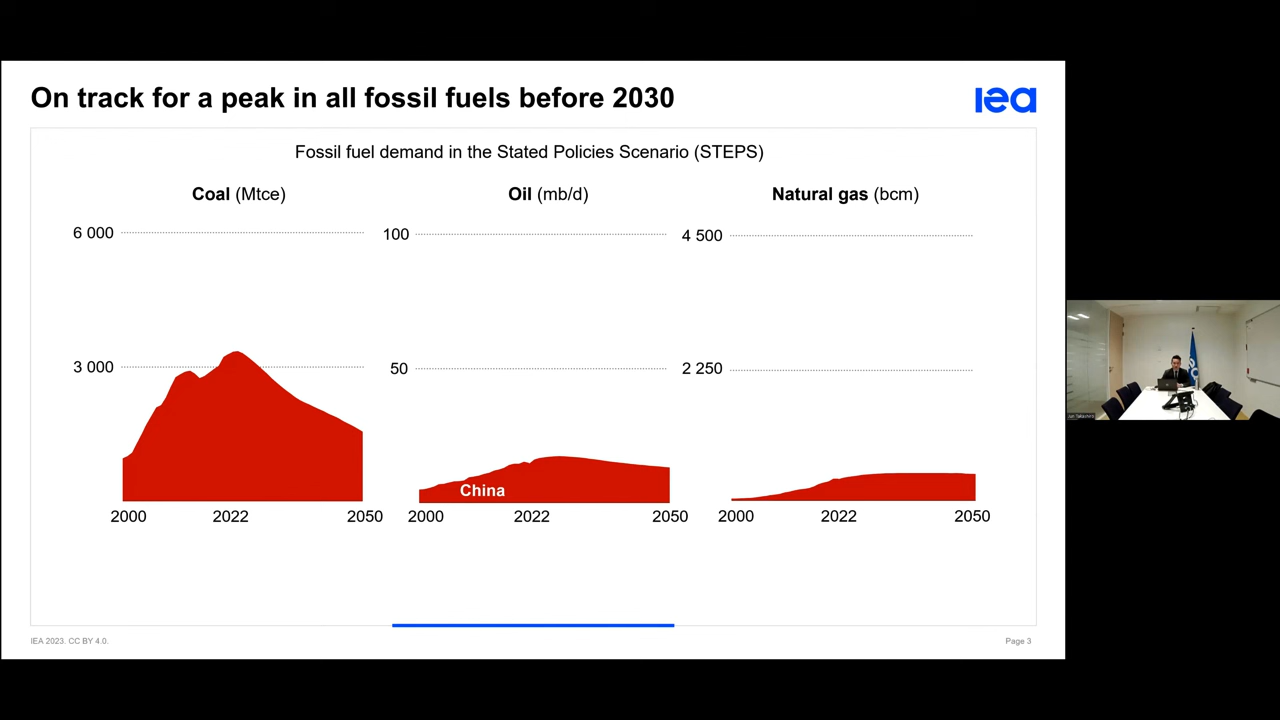 On track for a peak in all fossil fuels before 2030
iea
Fossil fuel demand in the Stated Policies Scenario (STEPS)
Coal (Mtce)
Oil (mb/d)
Natural gas (bcm)
6 000
100
4 500
3 000
50
2 250
China
2000 2022 2050
2000 2022 2050
2000 2022 2050
IEA 2023. CC BY 4.0.
Page 3